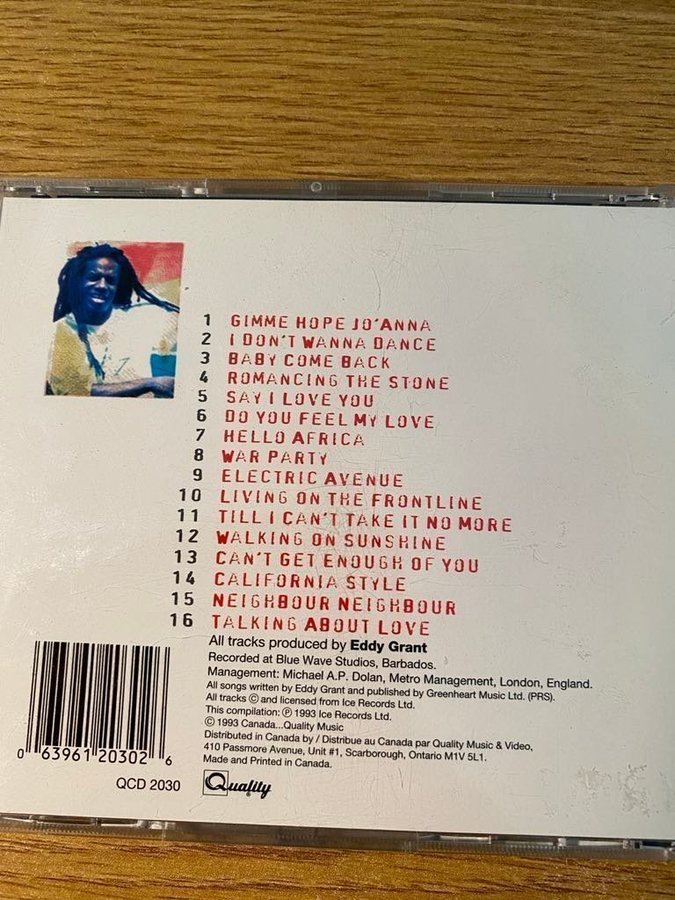 1 GIMME HOPE JO'ANNA
2 I DON'T WANNA DANCE
3 BABY COME BACK
4 ROMANCING THE STONE
5 SAY I LOVE YOU
6 DO YOU FEEL MY LOVE
7 HELLO AFRICA
8 WAR PARTY
9 ELECTRIC AVENUE
10 LIVING ON THE FRONTLINE
11 TILL I CAN'T TAKE IT NO MORE
12 WALKING ON SUNSHINE
13 CAN'T GET ENOUGH OF YOU
14 CALIFORNIA STYLE
15 NEIGHBOUR NEIGHBOUR
16 TALKING ABOUT LOVE
All tracks produced by Eddy Grant
Recorded at Blue Wave Studios, Barbados.
Management: Michael A.P. Dolan, Metro Management, London, England.
All songs written by Eddy Grant and published by Greenheart Music Ltd. (PRS).
All tracks © and licensed from Ice Records Ltd.
This compilation: ℗ 1993 Ice Records Ltd.
© 1993 Canada...Quality Music
Distributed in Canada by / Distribue au Canada par Quality Music & Video,
410 Passmore Avenue, Unit #1, Scarborough, Ontario M1V 5L1.
Made and Printed in Canada.
Quality
0 63961 20302 6
QCD 2030